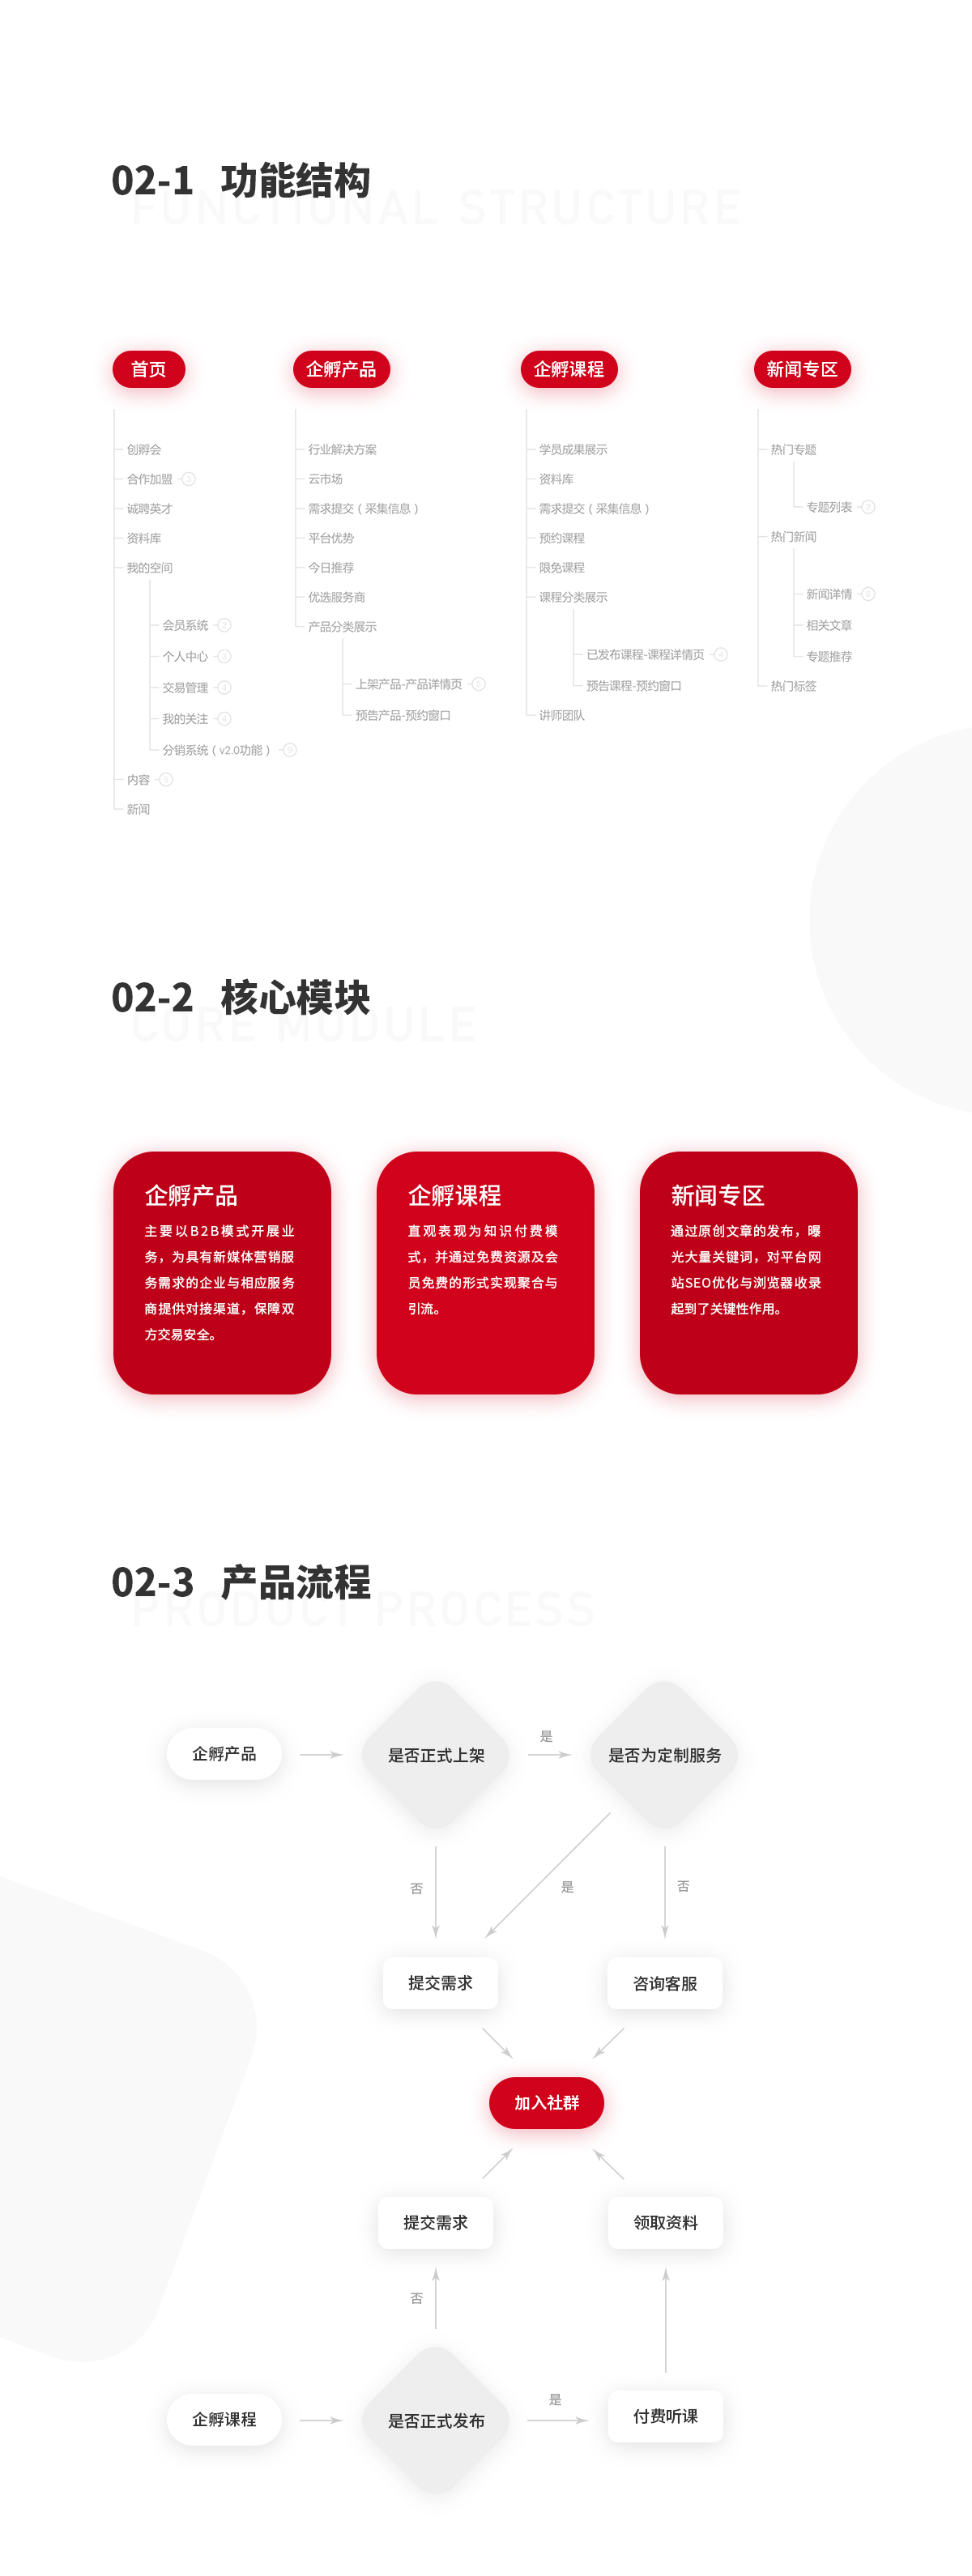 02-1 功能结构
FUNCTIONAL STRUCTURE
首页
创孵会
合作加盟
诚聘英才
资料库
我的空间
会员系统
个人中心
交易管理
我的关注
分销系统（v2.0功能）
内容
新闻
企孵产品
行业解决方案
云市场
需求提交（采集信息）
平台优势
今日推荐
优选服务商
产品分类展示
上架产品-产品详情页
预告产品-预约窗口
企孵课程
学员成果展示
资料库
需求提交（采集信息）
预约课程
限免课程
课程分类展示
已发布课程-课程详情页
预告课程-预约窗口
讲师团队
新闻专区
热门专题
专题列表
热门新闻
新闻详情
相关文章
专题推荐
热门标签
02-2 核心模块
CORE MODULE
企孵产品
主要以B2B模式开展业
务，为具有新媒体营销服
务需求的企业与相应服务
商提供对接渠道，保障双
方交易安全。
企孵课程
直观表现为知识付费模
式，并通过免费资源及会
员免费的形式实现聚合与
引流。
新闻专区
通过原创文章的发布，曝
光大量关键词，对平台网
站SEO优化与浏览器收录
起到了关键性作用。
02-3 产品流程
PRODUCT PROCESS
企孵产品
是否正式上架
是
是否为定制服务
否
是
否
提交需求
咨询客服
加入社群
提交需求
领取资料
否
企孵课程
是否正式发布
是
付费听课